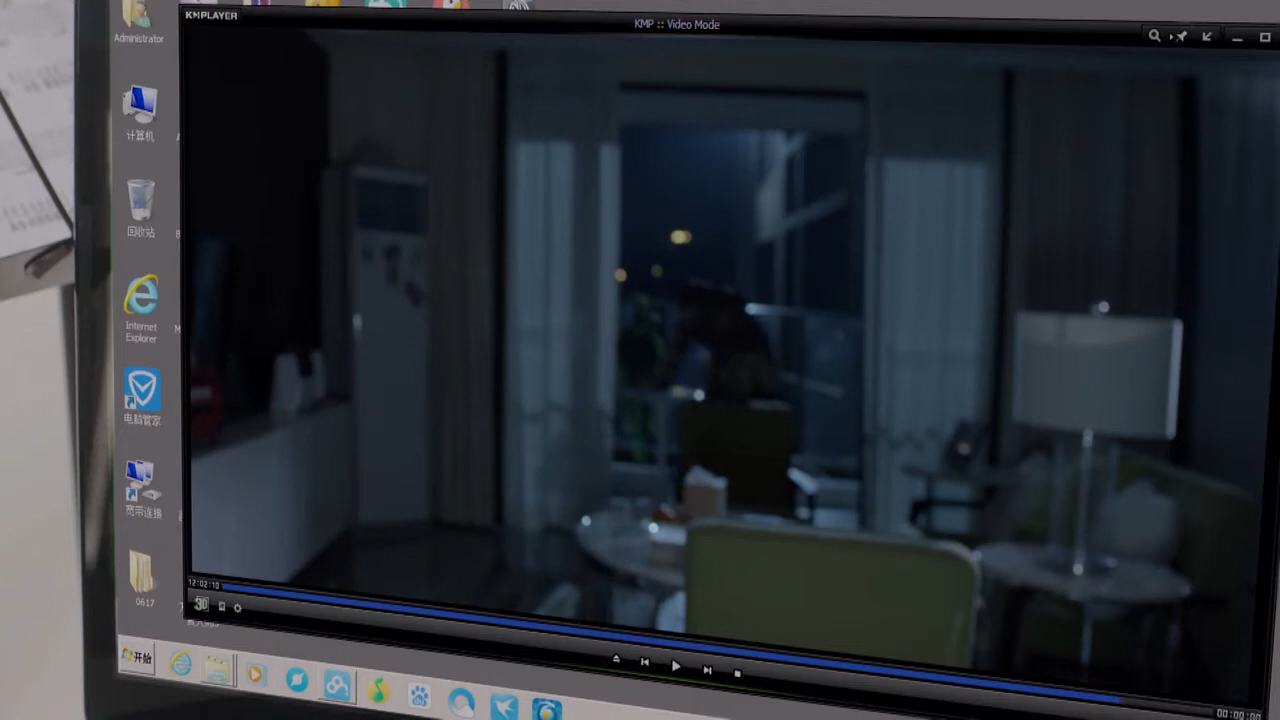 KMPLAYER
KMP :: Video Mode
Administrator
计算机
回收站
Internet
Explorer
电脑管家
宽带连接
0617
12:02:10
3D
开始
00:00:00